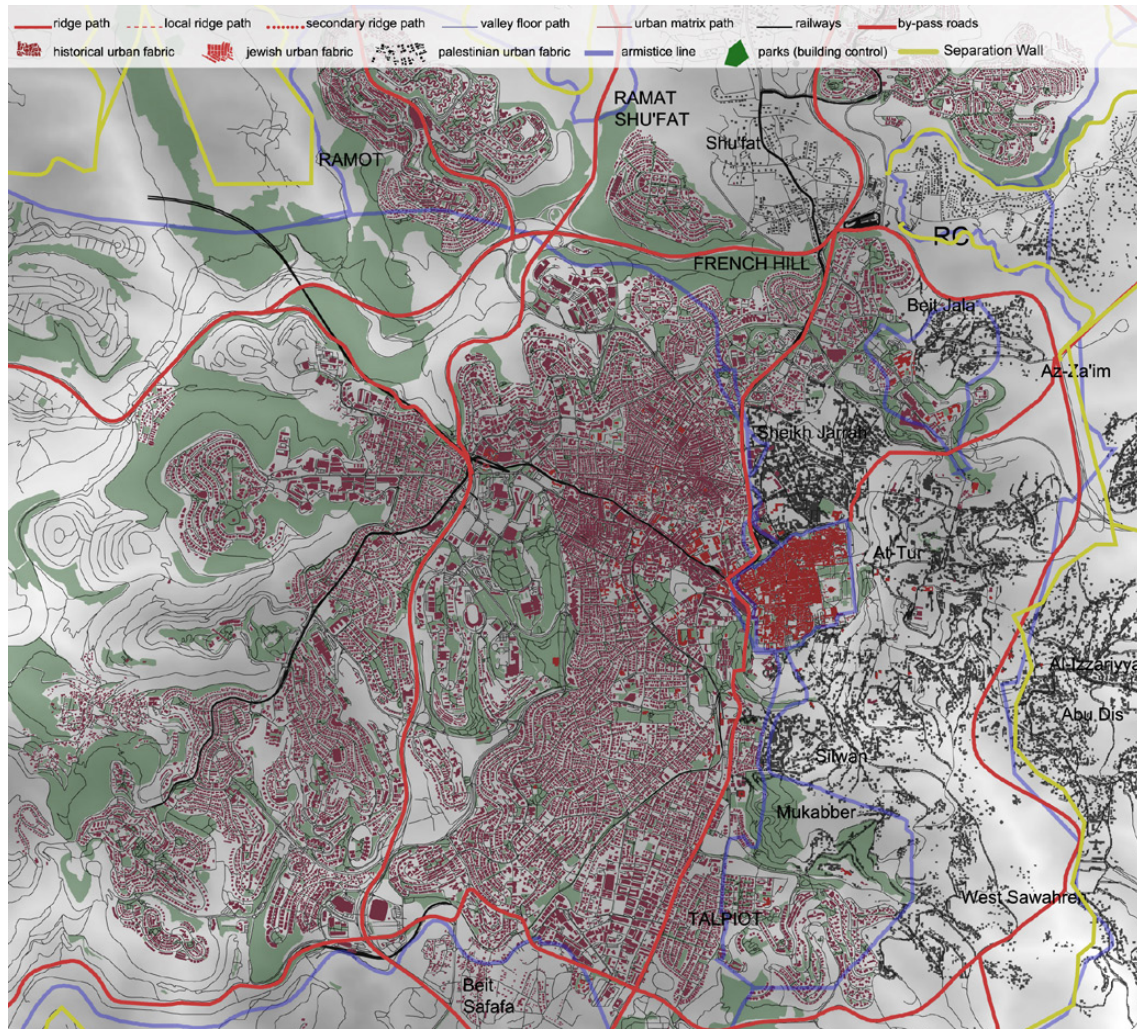 ridge path local ridge path secondary ridge path valley floor path urban matrix path railways by-pass roads
historical urban fabric jewish urban fabric palestinian urban fabric armistice line parks (building control) Separation Wall
RAMAT
SHU'FAT
Shu'fat
RAMOT
RC
FRENCH HILL
Beit Jala
Az-Za'im
Sheikh Jarrah
At-Tur
Al-Izzariyya
Abu Dis
Silwan
Mukabber
West Sawahre
TALPIOT
Beit
Safafa